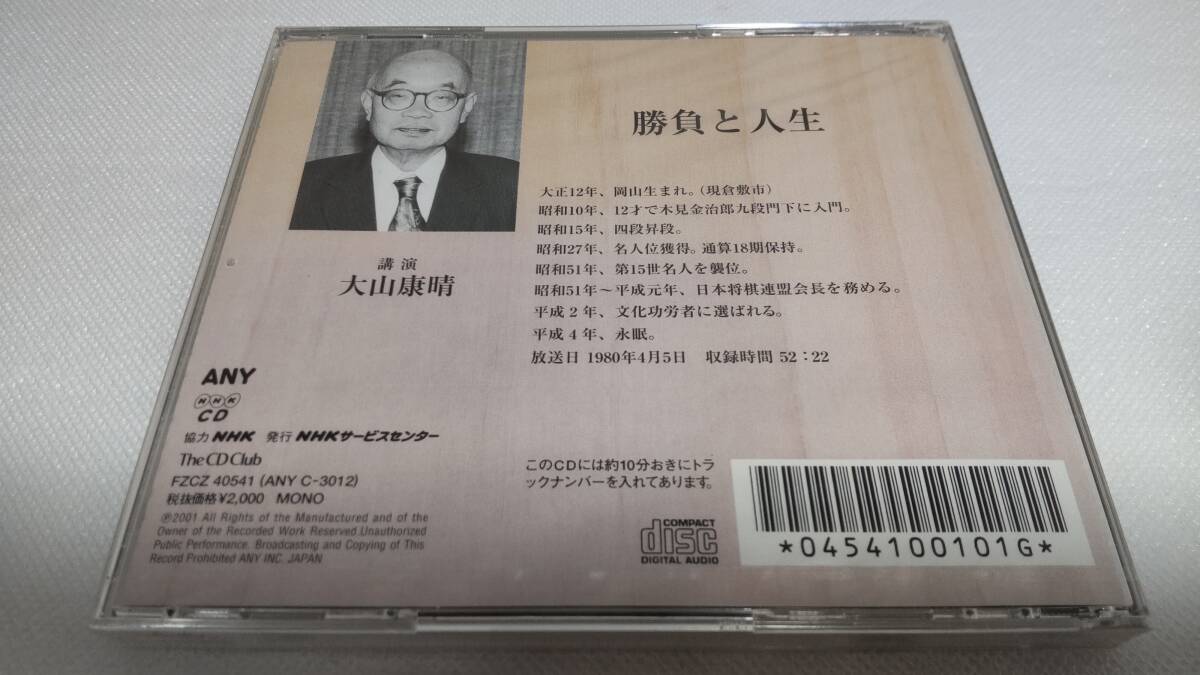 勝負と人生
大正12年、岡山生まれ。(現倉敷市)
昭和10年、12才で木見金治郎九段門下に入門。
昭和15年、四段昇段。
昭和27年、名人位獲得。通算18期保持。
昭和51年、第15世名人を襲位。
昭和51年～平成元年、日本将棋連盟会長を務める。
平成2年、文化功労者に選ばれる。
平成4年、永眠。
放送日 1980年4月5日 収録時間 52：22
講演
大山康晴
ANY
NHK
CD
協力 NHK 発行 NHKサービスセンター
The CD Club
FZCZ 40541 (ANY C-3012)
税抜価格¥2,000 MONO
℗2001 All Rights of the Manufactured and of the
Owner of the Recorded Work Reserved.Unauthorized
Public Performance. Broadcasting and Copying of This
Record Prohibited ANY INC. JAPAN
このCDには約10分おきにトラ
ックナンバーを入れてあります。
COMPACT
disc
DIGITAL AUDIO
*0454100101G*